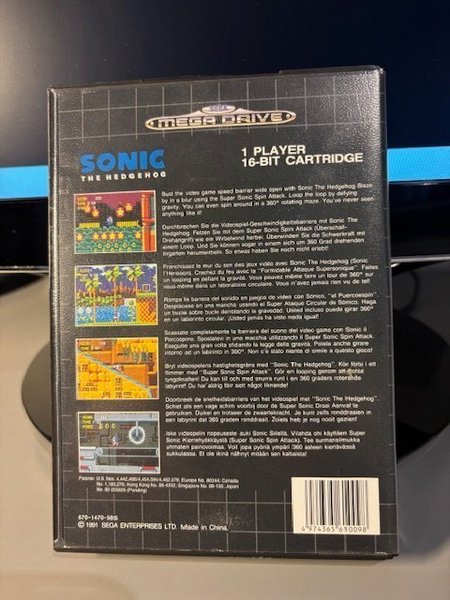 SEGA
MEGA DRIVE
SONIC
THE HEDGEHOG
1 PLAYER
16-BIT CARTRIDGE
Bust the video game speed barrier wide open with Sonic The Hedgehog. Blaze
by in a blur using the Super Sonic Spin Attack. Loop the loop by defying
gravity. You can even spin around in a 360° rotating maze. You've never seen
anything like it!
Durchbrechen Sie die Videospiel-Geschwindigkeitsbarriere mit Sonic The
Hedgehog. Fetzen Sie mit dem Super Sonic Spin Attack (Überschall-
Drehangriff) wie ein Wirbelwind herbei. Überwinden Sie die Schwerkraft mit
einem Loop. Und Sie können sogar in einem sich um 360 Grad drehenden
Irrgarten herumwirbeln. So etwas haben Sie noch nicht erlebt!
Franchissez le mur du son des jeux vidéo avec Sonic The Hedgehog (Sonic
l'Hérisson). Crachez du feu avec la "Formidable Attaque Supersonique". Faites
un looping en défiant la gravité. Vous pouvez même faire un tour de 360° sur
vous-même dans un labyrinthe circulaire. Vous n'avez jamais rien vu de tel!
Rompa la barrera del sonido en juegos de video con Sonico, "el Puercoespin".
Desplácese en una mancha usando el Super Ataque Circular de Sonico. Haga
un bucle sobre bucle derrotando la gravedad. Usted incluso puede girar 360°
en un laberinto circular. ¡Usted jamás ha visto nada igual!
Scassate completamente la barriera del suono dei video game con Sonic il
Porcospino. Spostatevi in una macchia utilizzando il Super Sonic Spin Attack.
Eseguite una gran volta sfidando la legge della gravità. Potete anche girare
intorno ad un labirinto in 360°. Non c'è stato niente di simile a questo gioco!
Bryt videospelens hastighetsgräns med "Sonic The Hedgehog". Kör förbi i ett
flimmer med "Super Sonic Spin Attack". Gör en looping genom att trotsa
tyngdkraften! Du kan till och med snurra runt i en 360 graders roterande
labyrint! Du har aldrig förr sett något liknande!
Doorbreek de snelheidsbarriers van het videospel met "Sonic The Hedgehog".
Schiet als een vage schim voorbij door de Super Sonic Draai Aanval te
gebruiken. Duikel en trotseer de zwaartekracht. Je kunt zelfs ronddraaien in
een labyrint dat 360 graden ronddraait. Zoiets heb je nog nooit gezien!
Iske videopelin nopeuseste auki Sonic Siilellä. Vilahda ohi käyttäen Super
Sonic Kierrehyökkäystä (Super Sonic Spin Attack). Tee surmansilmukka
uhmaten painovoimaa. Voit jopa pyöriä ympäri 360 asteen kiertävässä
sokkelossa. Et ole ikinä nähnyt mitään sen kaltaista!
Patents: U.S. Nos. 4,442,486/4,454,594/4,462,076; Europe No. 80244; Canada
No. 1,183,276; Hong Kong No. 88-4302; Singapore No. 88-155; Japan
No. 82-205605 (Pending)
670-1470-50S
© 1991 SEGA ENTERPRISES LTD. Made in China.
4 974365 610098